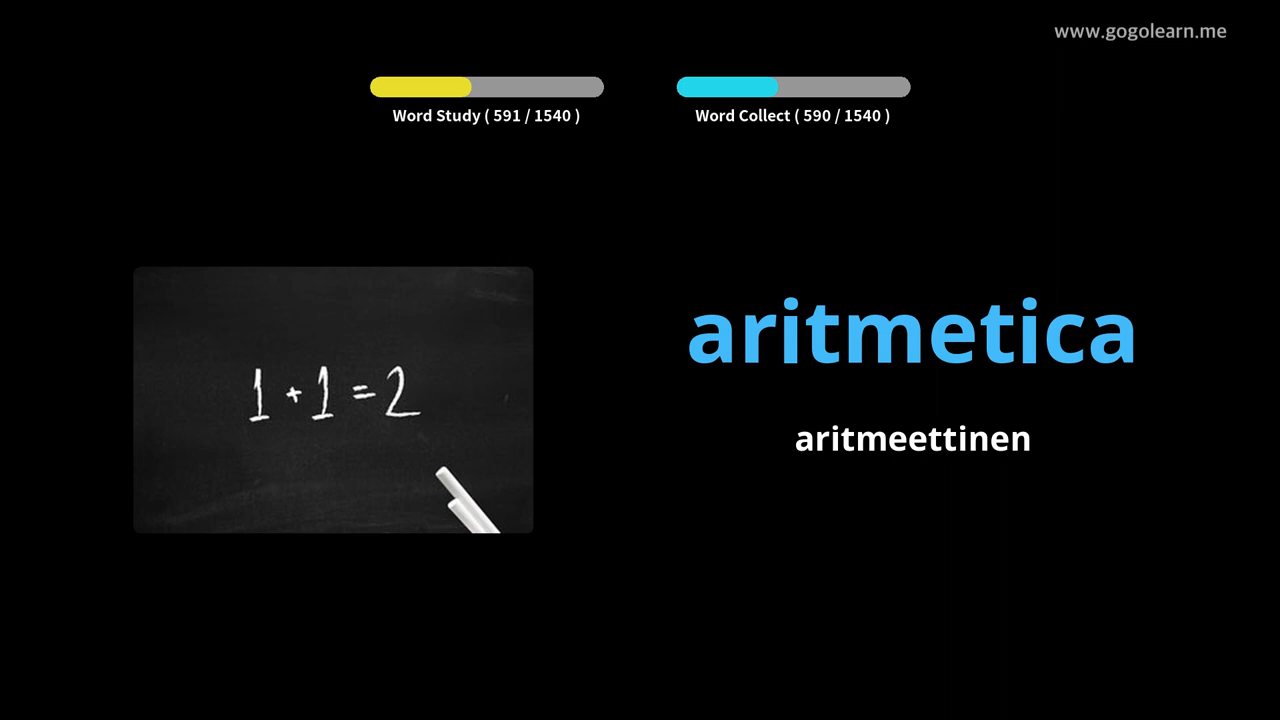 www.gogolearn.me
Word Study ( 591 / 1540 )
Word Collect ( 590 / 1540 )
1 + 1 = 2
aritmetica
aritmeettinen